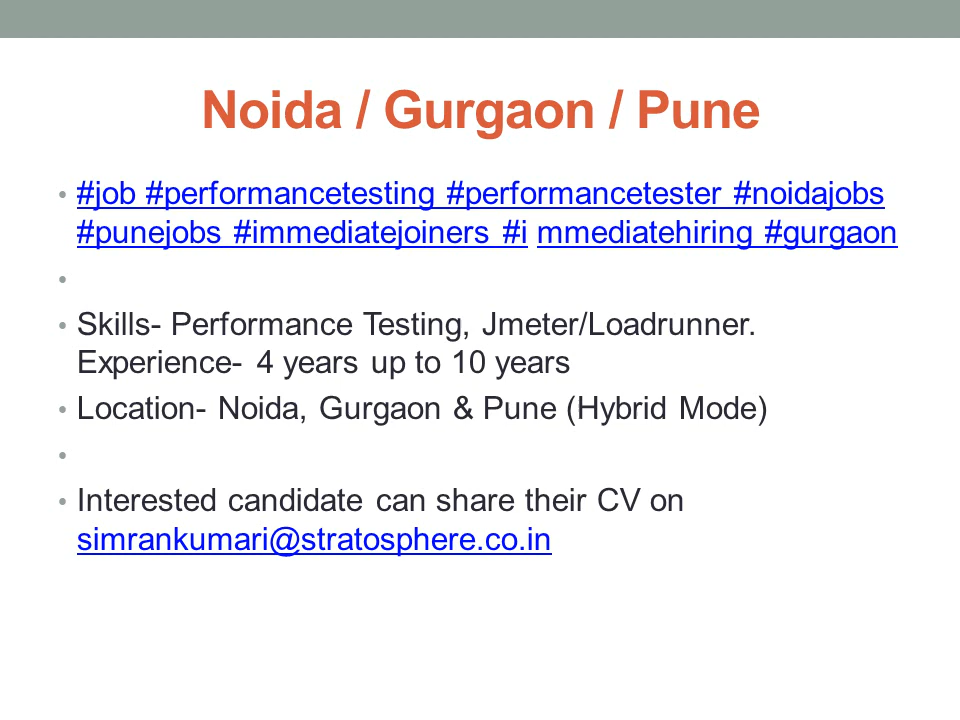 Noida / Gurgaon / Pune
• #job #performancetesting #performancetester #noidajobs
#punejobs #immediatejoiners #i mmediatehiring #gurgaon
•
• Skills- Performance Testing, Jmeter/Loadrunner.
Experience- 4 years up to 10 years
• Location- Noida, Gurgaon & Pune (Hybrid Mode)
•
• Interested candidate can share their CV on
simrankumari@stratosphere.co.in